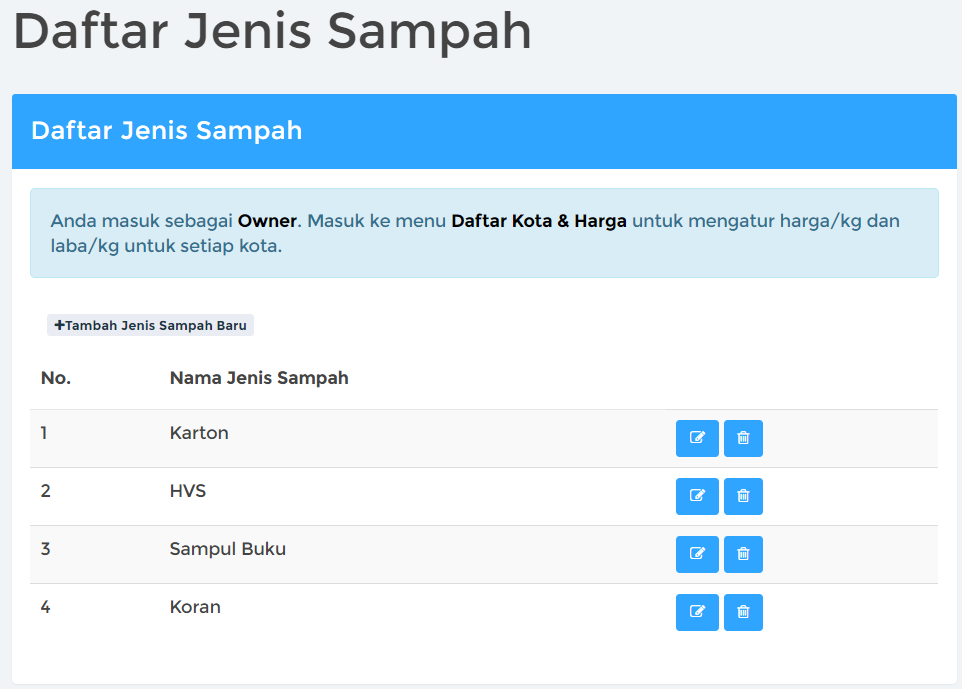 Daftar Jenis Sampah
Daftar Jenis Sampah
Anda masuk sebagai Owner. Masuk ke menu Daftar Kota & Harga untuk mengatur harga/kg dan
laba/kg untuk setiap kota.
+Tambah Jenis Sampah Baru
No. Nama Jenis Sampah
1 Karton
2 HVS
3 Sampul Buku
4 Koran